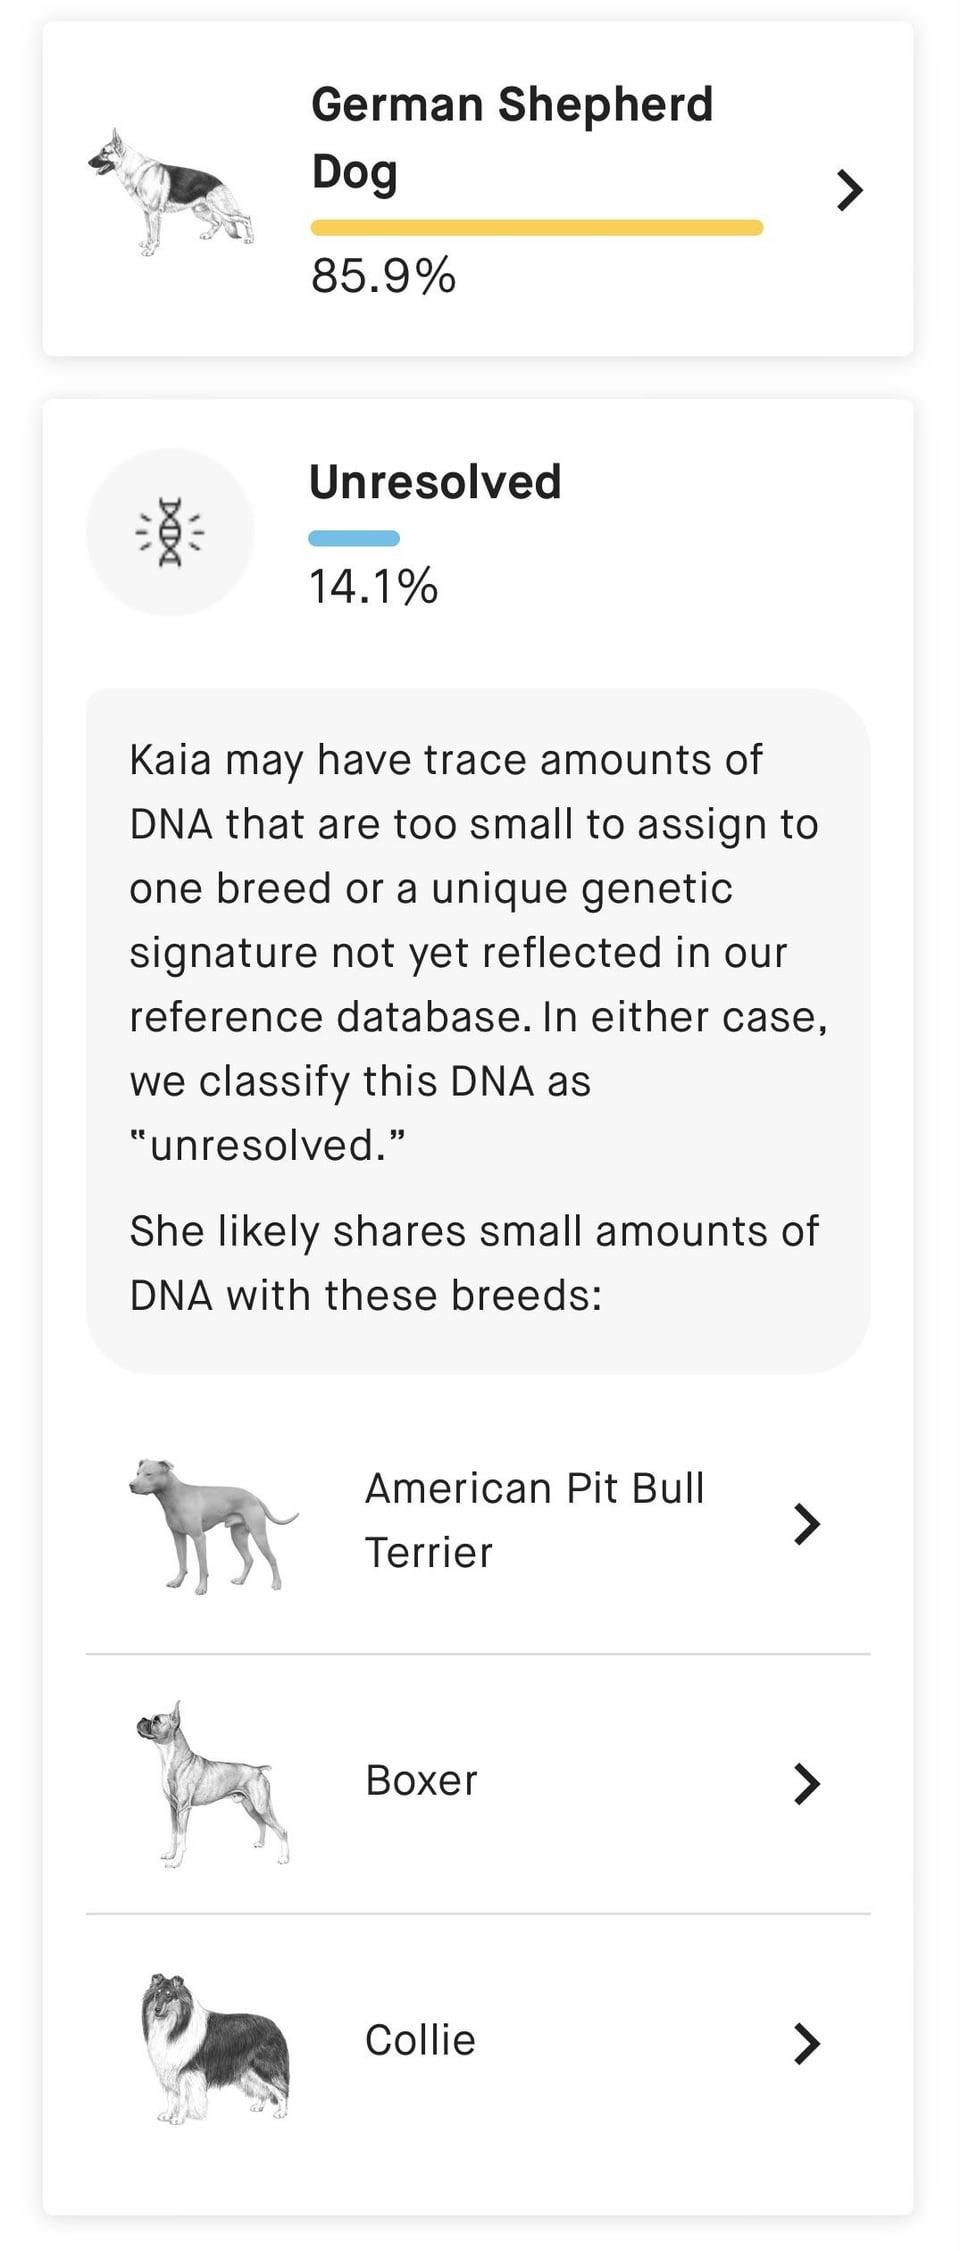 German Shepherd
Dog
85.9%
Unresolved
14.1%
Kaia may have trace amounts of
DNA that are too small to assign to
one breed or a unique genetic
signature not yet reflected in our
reference database. In either case,
we classify this DNA as
“unresolved.”
She likely shares small amounts of
DNA with these breeds:
American Pit Bull
Terrier
Boxer
Collie